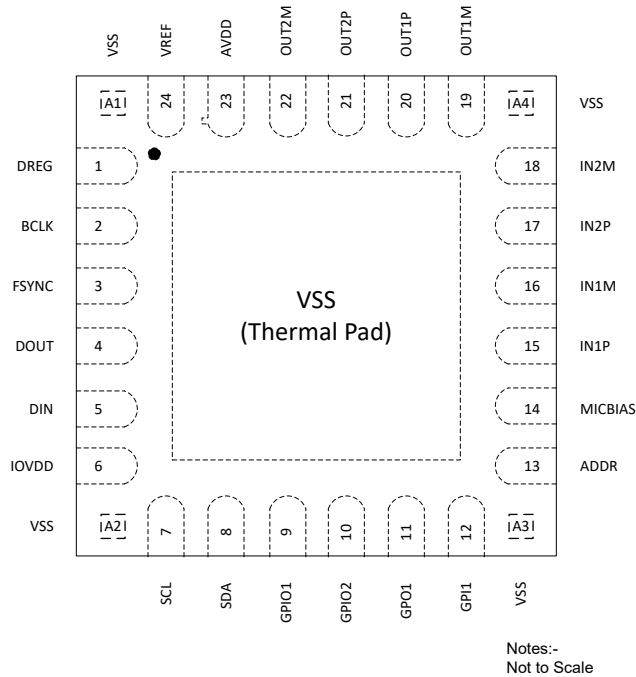 VSS
VREF
AVDD
OUT2M
OUT2P
OUT1P
OUT1M
A1
24
23
22
21
20
19
A4
VSS
DREG
1
18
IN2M
BCLK
2
17
IN2P
FSYNC
3
16
IN1M
VSS
(Thermal Pad)
DOUT
4
15
IN1P
DIN
5
14
MICBIAS
IOVDD
6
13
ADDR
VSS
A2
7
8
9
10
11
12
A3
SCL
SDA
GPIO1
GPIO2
GPO1
GPI1
VSS
Notes:-
Not to Scale